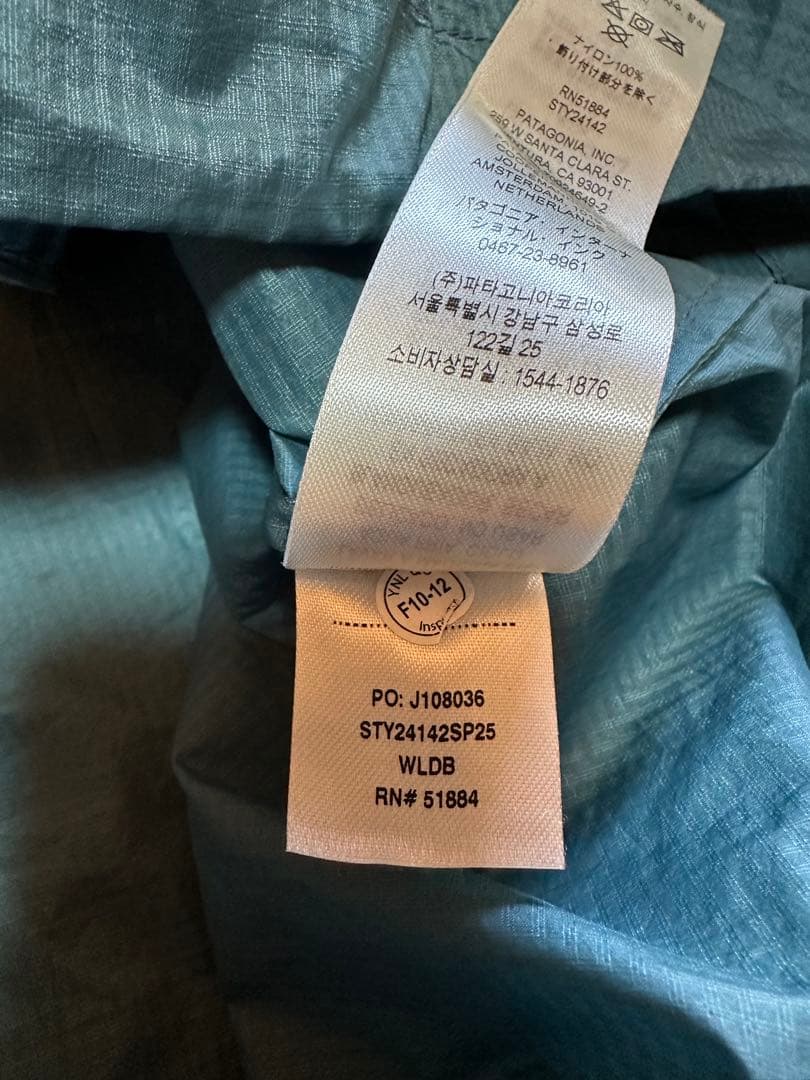 ナイロン100%
飾り付け部分を除く
RN51884
STY24142
PATAGONIA, INC.
259 W SANTA CLARA ST.
VENTURA, CA 93001
AMSTERDAM,
NETHERLANDS
パタゴニア・インターナ
ショナル・インク
0467-23-8961
(주)파타고니아코리아
서울특별시 강남구 삼성로
122길 25
소비자상담실 : 1544-1876
YNL
F10-12
PO: J108036
STY24142SP25
WLDB
RN# 51884